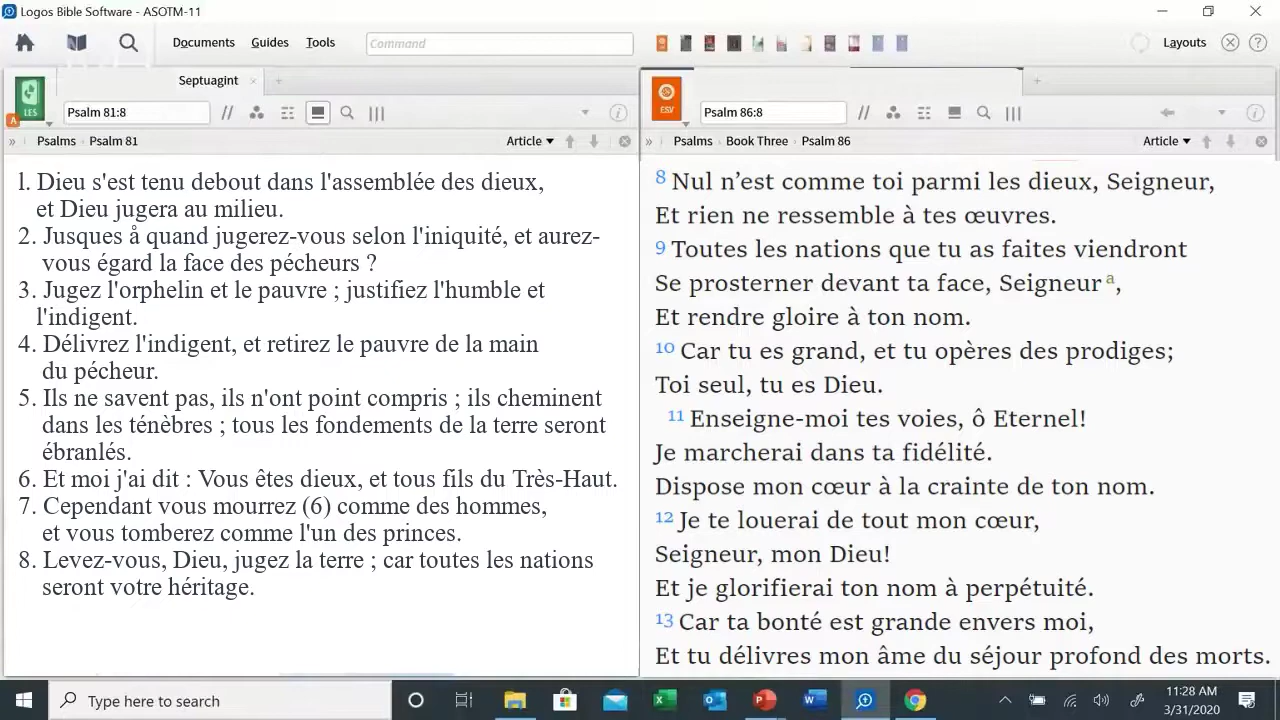 Logos Bible Software - ASOTM-11
Documents Guides Tools Command Layouts
Septuagint
LES
A
Psalm 81:8
Psalms Psalm 81 Article
1. Dieu s'est tenu debout dans l'assemblée des dieux,
et Dieu jugera au milieu.
2. Jusques å quand jugerez-vous selon l'iniquité, et aurez-
vous égard la face des pécheurs ?
3. Jugez l'orphelin et le pauvre ; justifiez l'humble et
l'indigent.
4. Délivrez l'indigent, et retirez le pauvre de la main
du pécheur.
5. Ils ne savent pas, ils n'ont point compris ; ils cheminent
dans les ténèbres ; tous les fondements de la terre seront
ébranlés.
6. Et moi j'ai dit : Vous êtes dieux, et tous fils du Très-Haut.
7. Cependant vous mourrez (6) comme des hommes,
et vous tomberez comme l'un des princes.
8. Levez-vous, Dieu, jugez la terre ; car toutes les nations
seront votre héritage.
ESV
Psalm 86:8
Psalms Book Three Psalm 86 Article
8 Nul n’est comme toi parmi les dieux, Seigneur,
Et rien ne ressemble à tes œuvres.
9 Toutes les nations que tu as faites viendront
Se prosterner devant ta face, Seigneur a,
Et rendre gloire à ton nom.
10 Car tu es grand, et tu opères des prodiges;
Toi seul, tu es Dieu.
11 Enseigne-moi tes voies, ô Eternel!
Je marcherai dans ta fidélité.
Dispose mon cœur à la crainte de ton nom.
12 Je te louerai de tout mon cœur,
Seigneur, mon Dieu!
Et je glorifierai ton nom à perpétuité.
13 Car ta bonté est grande envers moi,
Et tu délivres mon âme du séjour profond des morts.
Type here to search
11:28 AM
3/31/2020